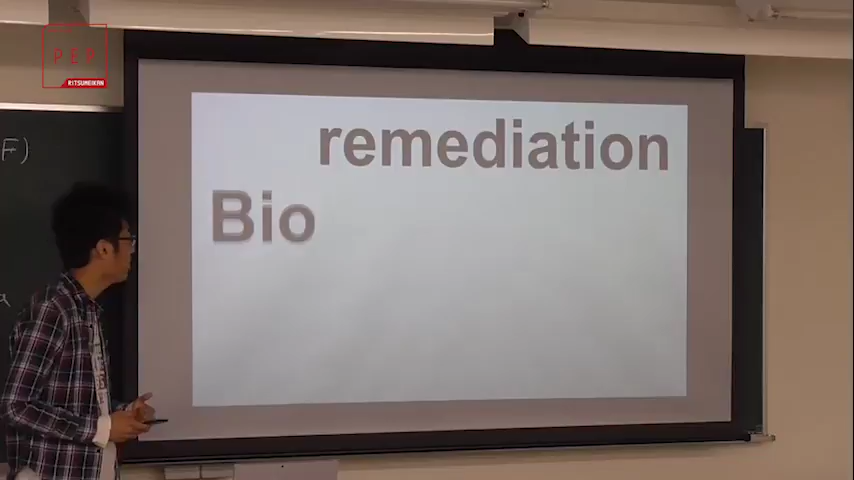 PEP
RITSUMEIKAN
F)
remediation
Bio
a